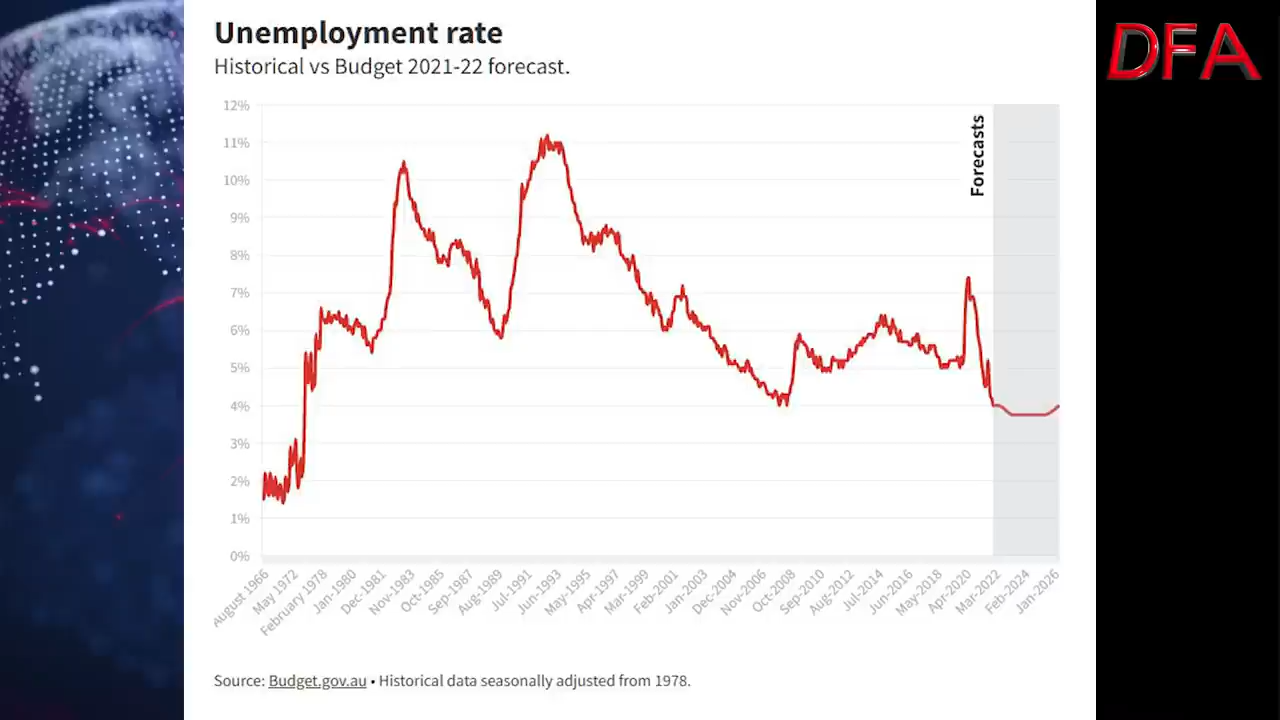 Unemployment rate
Historical vs Budget 2021-22 forecast.
DFA
12%
11%
10%
9%
8%
7%
6%
5%
4%
3%
2%
1%
0%
Forecasts
August 1966
May 1972
February 1978
Jan-1980
Dec-1981
Nov-1983
Oct-1985
Sep-1987
Aug-1989
Jul-1991
Jun-1993
May-1995
Apr-1997
Mar-1999
Feb-2001
Jan-2003
Dec-2004
Nov-2006
Oct-2008
Sep-2010
Aug-2012
Jul-2014
Jun-2016
May-2018
Apr-2020
Mar-2022
Feb-2024
Jan-2026
Source: Budget.gov.au • Historical data seasonally adjusted from 1978.